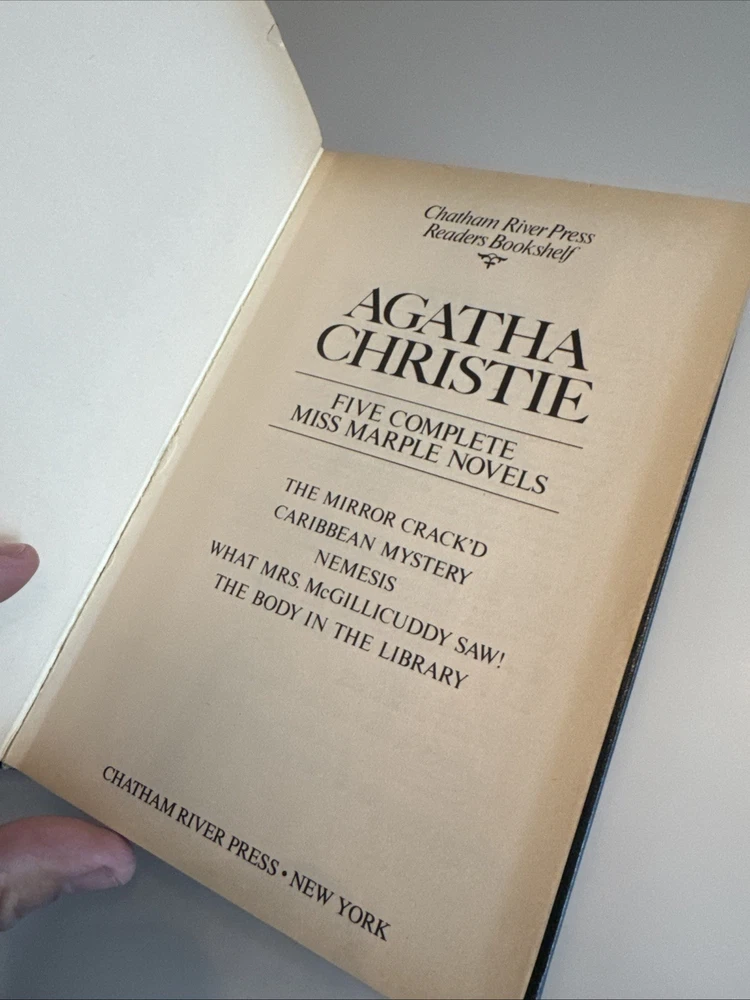 Chatham River Press
Readers Bookshelf
AGATHA
CHRISTIE
FIVE COMPLETE
MISS MARPLE NOVELS
THE MIRROR CRACK'D
CARIBBEAN MYSTERY
NEMESIS
WHAT MRS. McGILLICUDDY SAW!
THE BODY IN THE LIBRARY
CHATHAM RIVER PRESS • NEW YORK